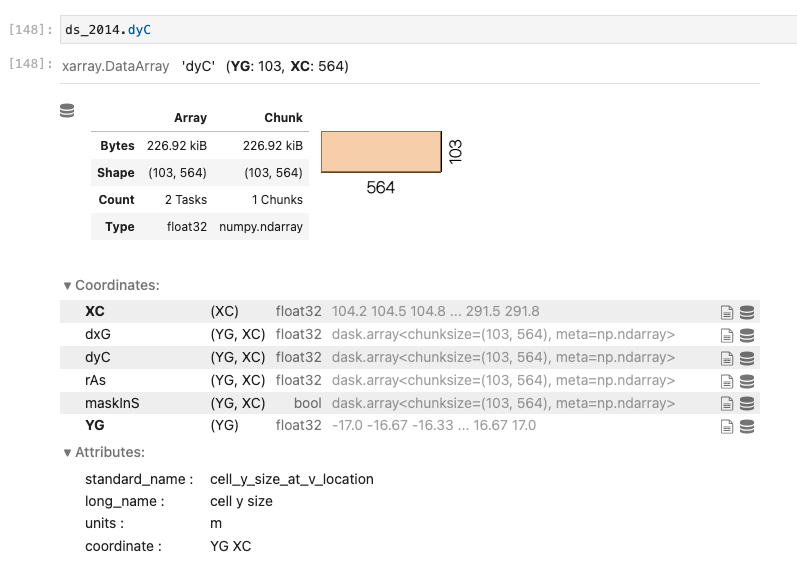 [148]: ds_2014.dyC
[148]: xarray.DataArray 'dyC' (YG: 103, XC: 564)
Array Chunk
Bytes 226.92 kiB 226.92 kiB
Shape (103, 564) (103, 564)
Count 2 Tasks 1 Chunks
Type float32 numpy.ndarray
103
564
▼ Coordinates:
XC (XC) float32 104.2 104.5 104.8 ... 291.5 291.8
dxG (YG, XC) float32 dask.array<chunksize=(103, 564), meta=np.ndarray>
dyC (YG, XC) float32 dask.array<chunksize=(103, 564), meta=np.ndarray>
rAs (YG, XC) float32 dask.array<chunksize=(103, 564), meta=np.ndarray>
maskInS (YG, XC) bool dask.array<chunksize=(103, 564), meta=np.ndarray>
YG (YG) float32 -17.0 -16.67 -16.33 ... 16.67 17.0
▼ Attributes:
standard_name : cell_y_size_at_v_location
long_name : cell y size
units : m
coordinate : YG XC